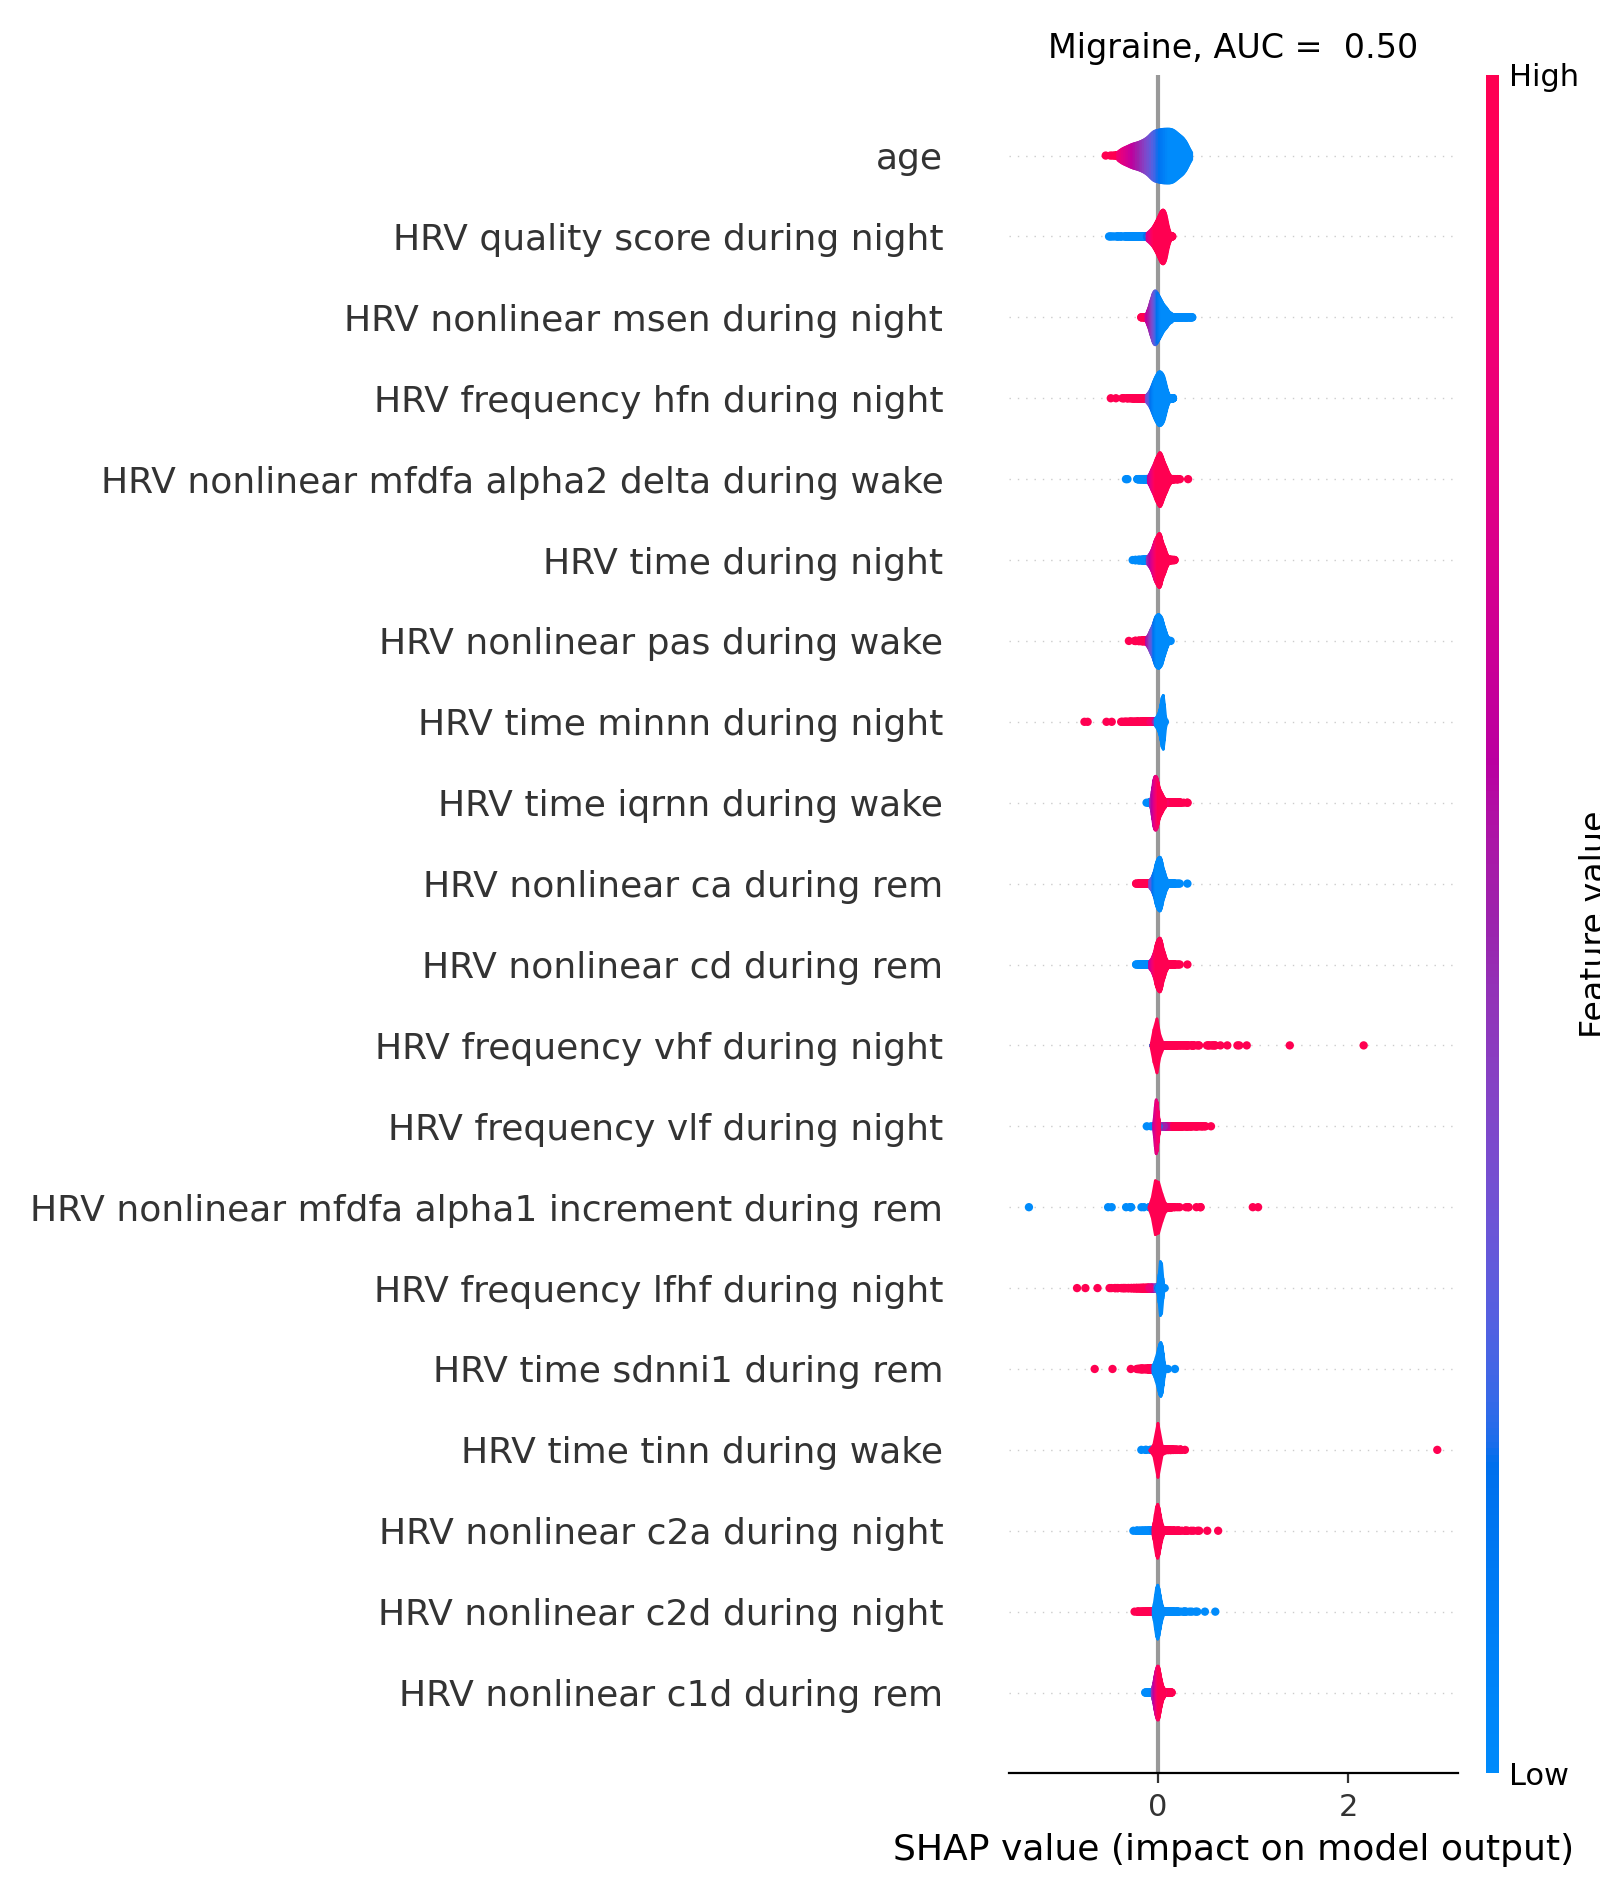 Migraine, AUC =  0.50
High
age
HRV quality score during night
HRV nonlinear msen during night
HRV frequency hfn during night
HRV nonlinear mfdfa alpha2 delta during wake
HRV time during night
HRV nonlinear pas during wake
HRV time minnn during night
HRV time iqrnn during wake
HRV nonlinear ca during rem
HRV nonlinear cd during rem
HRV frequency vhf during night
HRV frequency vlf during night
HRV nonlinear mfdfa alpha1 increment during rem
HRV frequency lfhf during night
HRV time sdnni1 during rem
HRV time tinn during wake
HRV nonlinear c2a during night
HRV nonlinear c2d during night
HRV nonlinear c1d during rem
Feature value
Low
0 2
SHAP value (impact on model output)